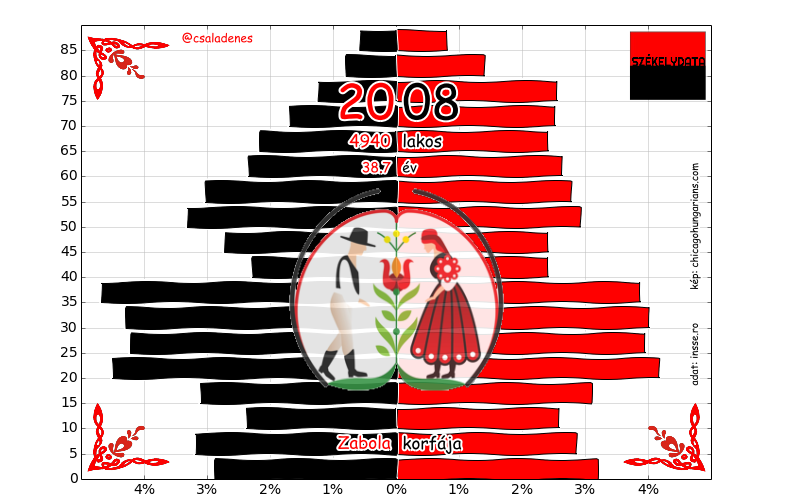 @csaladenes
SZÉKELYDATA
2008
4940 lakos
38.7 év
kép: chicagohungarians.com
adat: insse.ro
Zabola korfája
85
80
75
70
65
60
55
50
45
40
35
30
25
20
15
10
5
0
4% 3% 2% 1% 0% 1% 2% 3% 4%